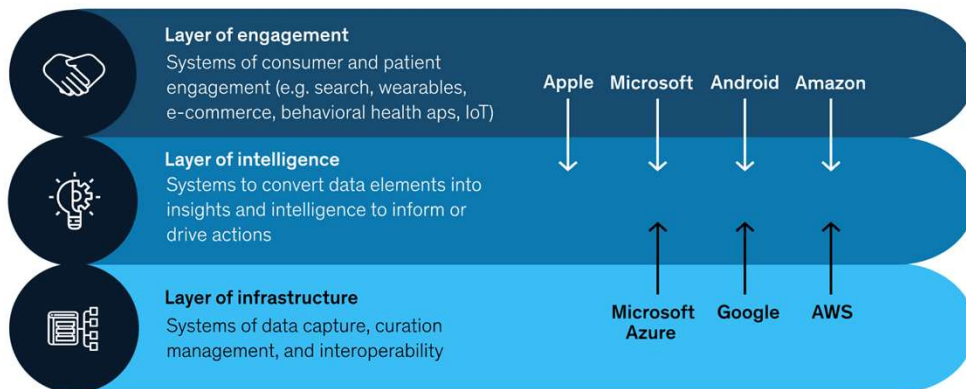 Layer of engagement
Systems of consumer and patient
engagement (e.g. search, wearables,
e-commerce, behavioral health aps, IoT)
Apple Microsoft Android Amazon
Layer of intelligence
Systems to convert data elements into
insights and intelligence to inform or
drive actions
Layer of infrastructure
Systems of data capture, curation
management, and interoperability
Microsoft
Azure
Google
AWS